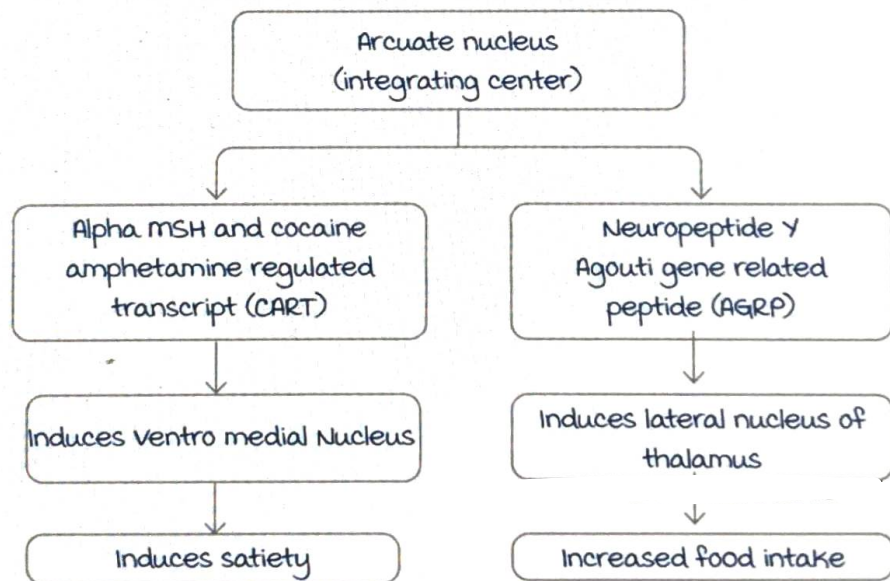 Arcuate nucleus
(integrating center)
Alpha MSH and cocaine
amphetamine regulated
transcript (CART)
Neuropeptide Y
Agouti gene related
peptide (AGRP)
Induces Ventro medial Nucleus
Induces lateral nucleus of
thalamus
Induces satiety
Increased food intake